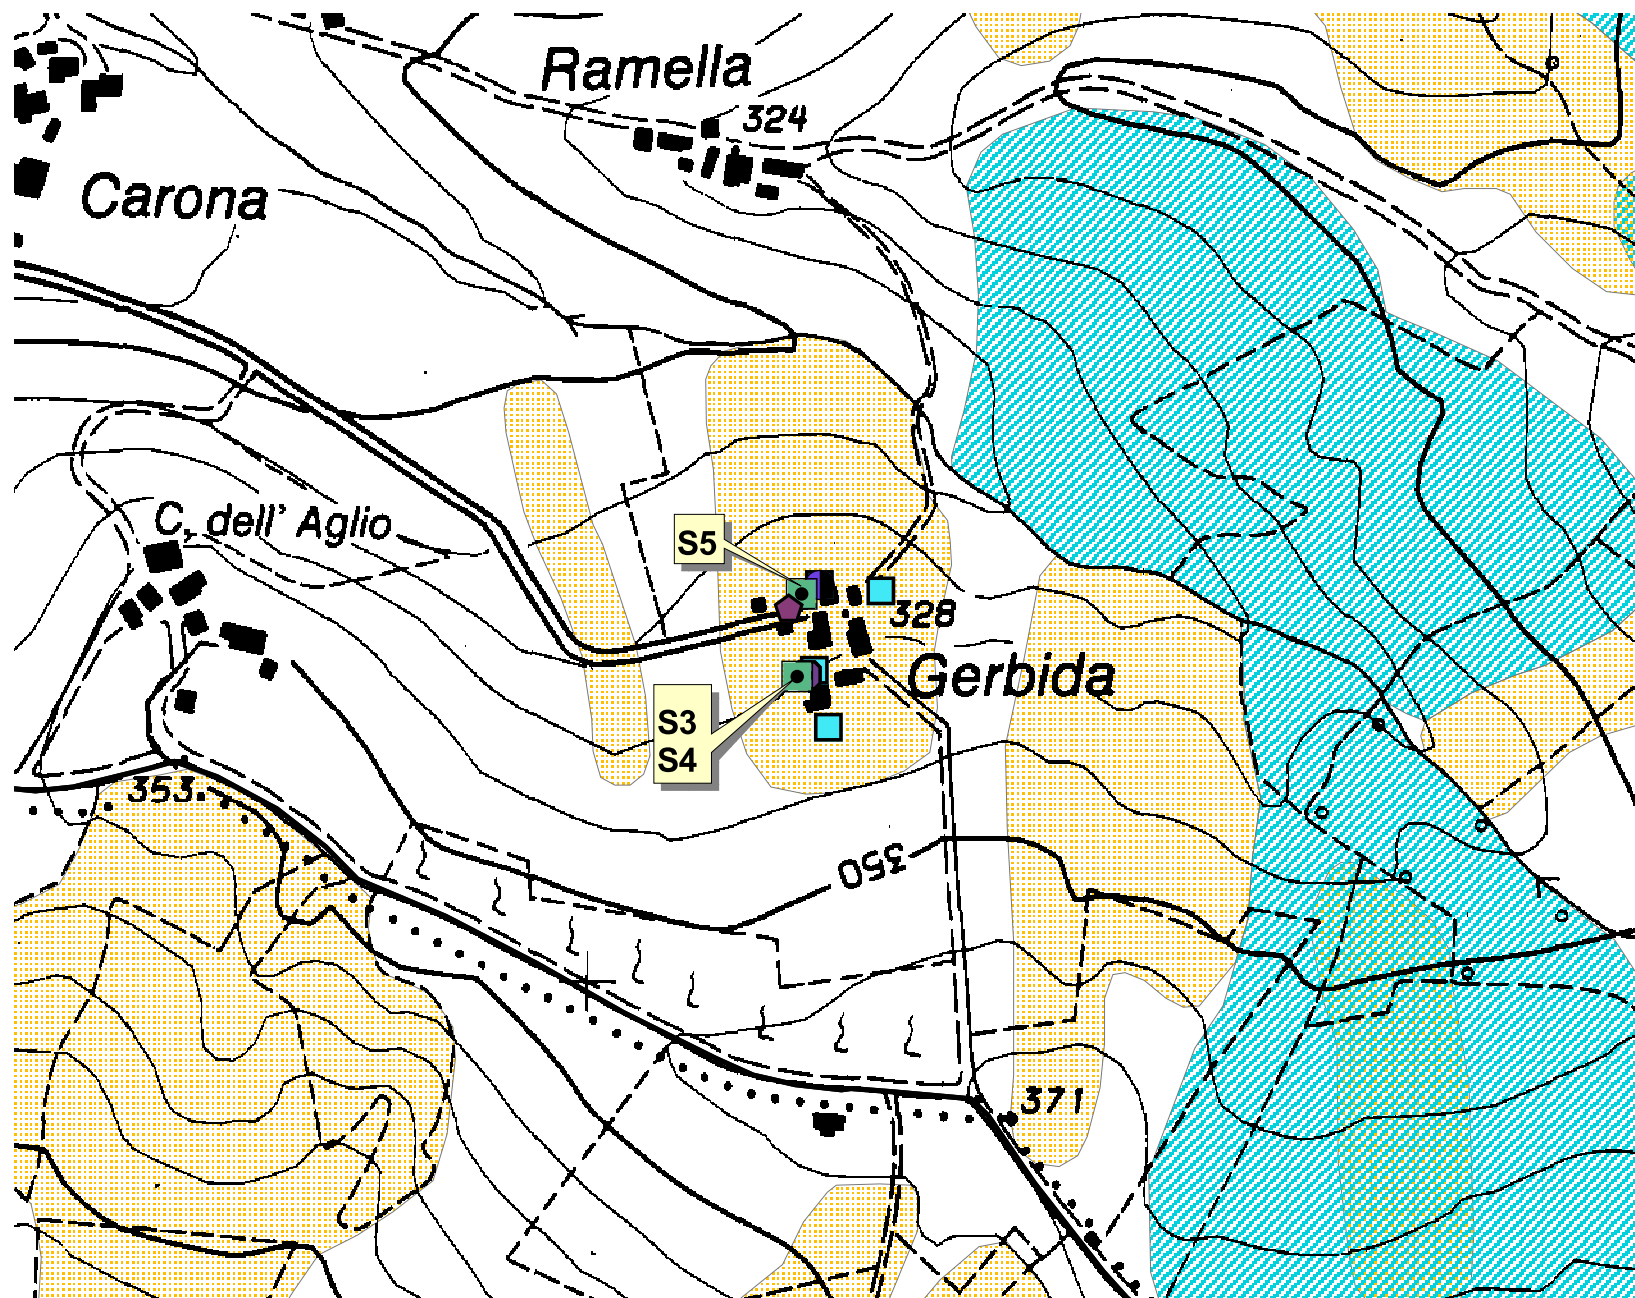 Ramella
324
Carona
C. dell' Aglio
S5
328
Gerbida
S3
S4
353
350
371